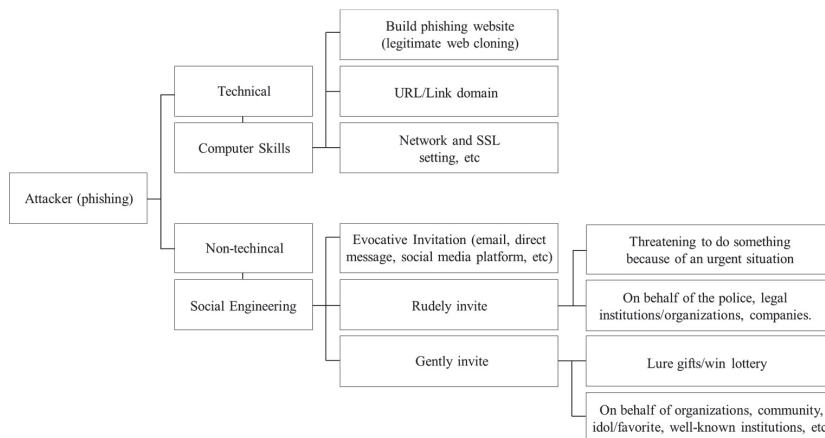 Build phishing website
(legitimate web cloning)
Technical
URL/Link domain
Computer Skills
Network and SSL
setting, etc
Attacker (phishing)
Non-techincal
Evocative Invitation (email, direct
message, social media platform, etc)
Threatening to do something
because of an urgent situation
Social Engineering
Rudely invite
On behalf of the police, legal
institutions/organizations, companies.
Gently invite
Lure gifts/win lottery
On behalf of organizations, community,
idol/favorite, well-known institutions, etc